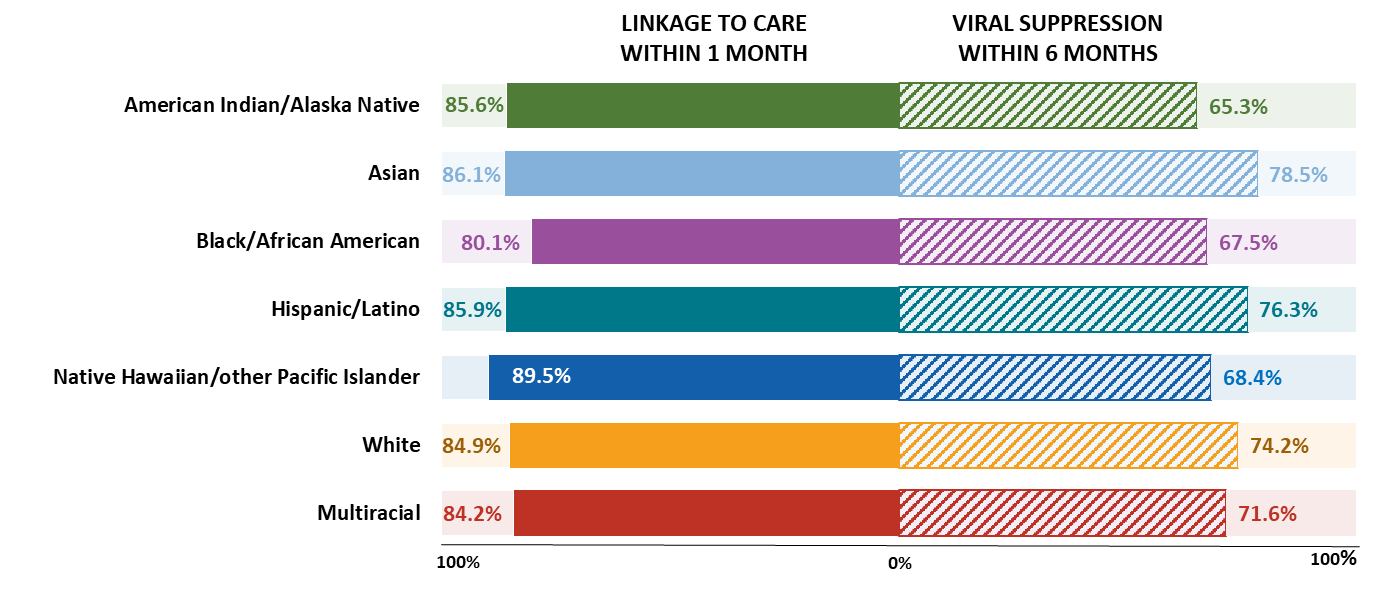 LINKAGE TO CARE
WITHIN 1 MONTH
VIRAL SUPPRESSION
WITHIN 6 MONTHS
American Indian/Alaska Native 85.6% 65.3%
Asian 86.1% 78.5%
Black/African American 80.1% 67.5%
Hispanic/Latino 85.9% 76.3%
Native Hawaiian/other Pacific Islander 89.5% 68.4%
White 84.9% 74.2%
Multiracial 84.2% 71.6%
100% 0% 100%